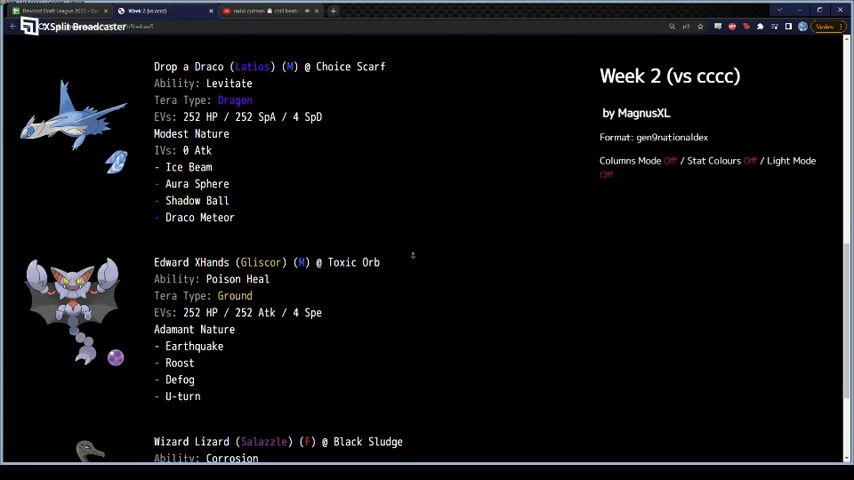 XSplit Broadcaster
Week 2 (vs cccc)
Update
Drop a Draco (Latios) (M) @ Choice Scarf
Ability: Levitate
Tera Type: Dragon
EVs: 252 HP / 252 SpA / 4 SpD
Modest Nature
IVs: 0 Atk
- Ice Beam
- Aura Sphere
- Shadow Ball
- Draco Meteor
Edward XHands (Gliscor) (M) @ Toxic Orb
Ability: Poison Heal
Tera Type: Ground
EVs: 252 HP / 252 Atk / 4 Spe
Adamant Nature
- Earthquake
- Roost
- Defog
- U-turn
Wizard Lizard (Salazzle) (F) @ Black Sludge
Ability: Corrosion
Week 2 (vs cccc)
by MagnusXL
Format: gen9nationaldex
Columns Mode Off / Stat Colours Off / Light Mode
Off